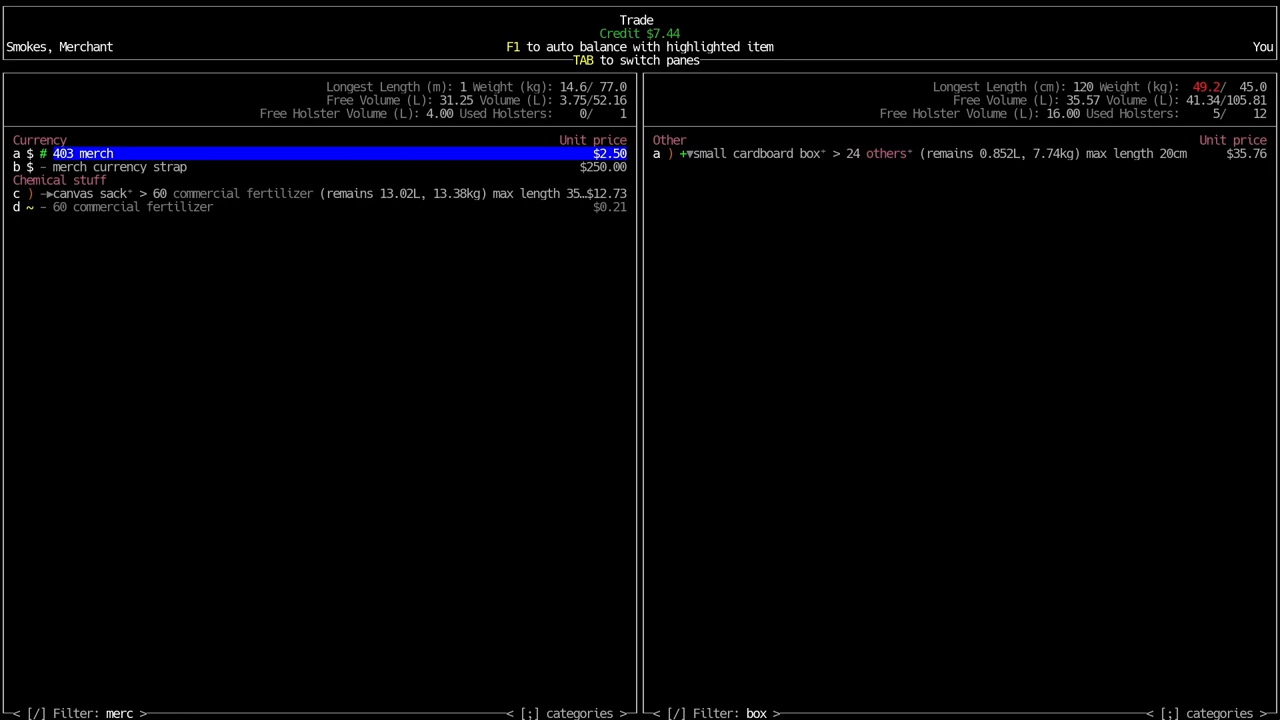 Trade
Credit $7.44
Smokes, Merchant F1 to auto balance with highlighted item You
TAB to switch panes
Longest Length (m): 1 Weight (kg): 14.6/ 77.0
Free Volume (L): 31.25 Volume (L): 3.75/52.16
Free Holster Volume (L): 4.00 Used Holsters: 0/ 1
Currency Unit price
a $ # 403 merch $2.50
b $ - merch currency strap $250.00
Chemical stuff
c ) -▶canvas sack* > 60 commercial fertilizer (remains 13.02L, 13.38kg) max length 35…$12.73
d ~ - 60 commercial fertilizer $0.21
< [/] Filter: merc > < [;] categories >
Longest Length (cm): 120 Weight (kg): 49.2/ 45.0
Free Volume (L): 35.57 Volume (L): 41.34/105.81
Free Holster Volume (L): 16.00 Used Holsters: 5/ 12
Other Unit price
a ) +▼small cardboard box* > 24 others* (remains 0.852L, 7.74kg) max length 20cm $35.76
< [/] Filter: box > < [;] categories >